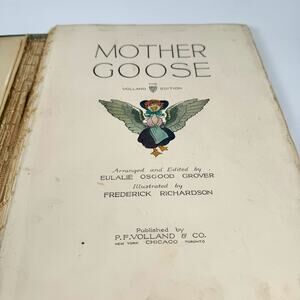 MOTHER
GOOSE
THE
VOLLAND EDITION
Arranged and Edited by
EULALIE OSGOOD GROVER
Illustrated by
FREDERICK RICHARDSON
Published by
P. F. VOLLAND & CO.
NEW YORK CHICAGO TORONTO